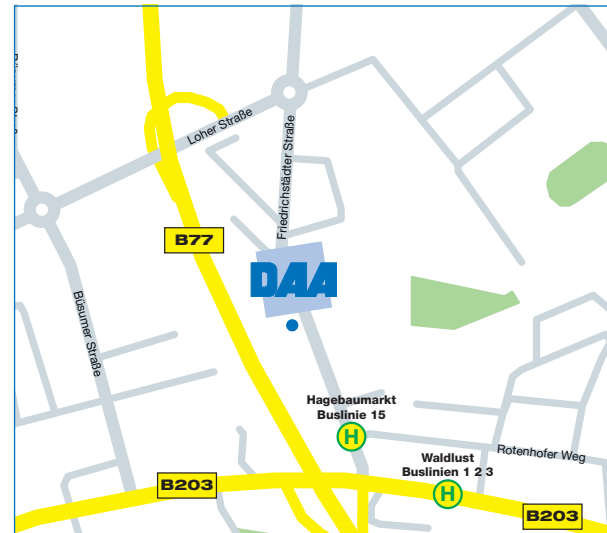 Loher Straße
Friedrichstädter Straße
B77
DAA
Büsumer Straße
Hagebaumarkt
Buslinie 15
H
Waldlust
Buslinien 1 2 3
H
Rotenhofer Weg
B203
B203